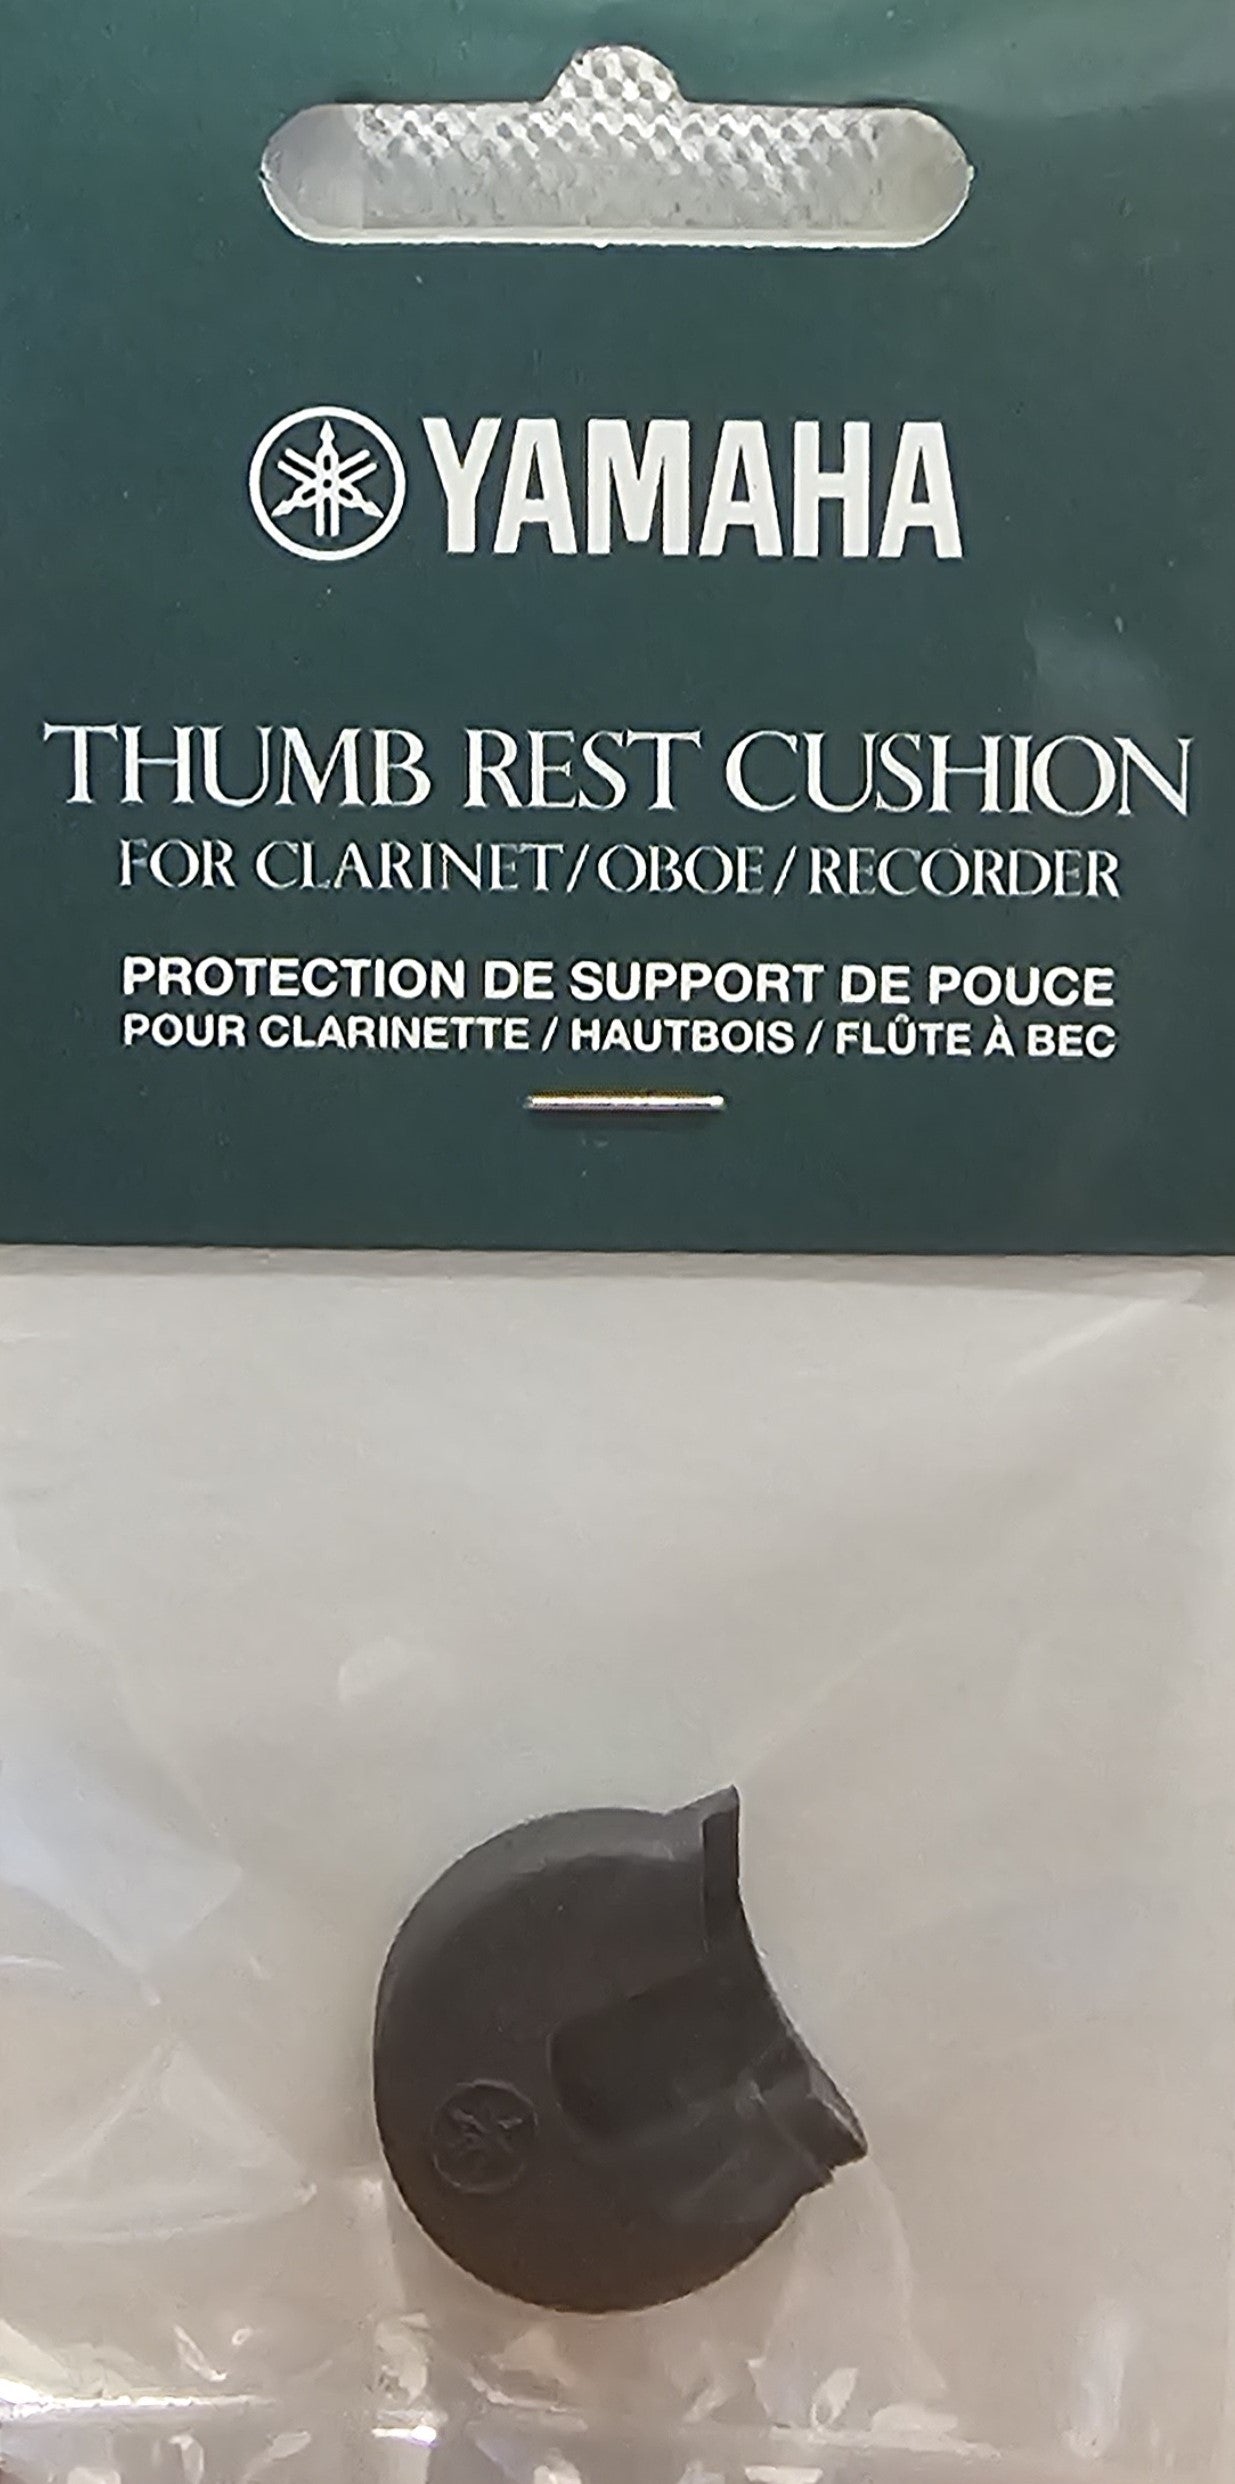 YAMAHA
THUMB REST CUSHION
FOR CLARINET/OBOE/RECORDER
PROTECTION DE SUPPORT DE POUCE
POUR CLARINETTE / HAUTBOIS / FLÛTE À BEC